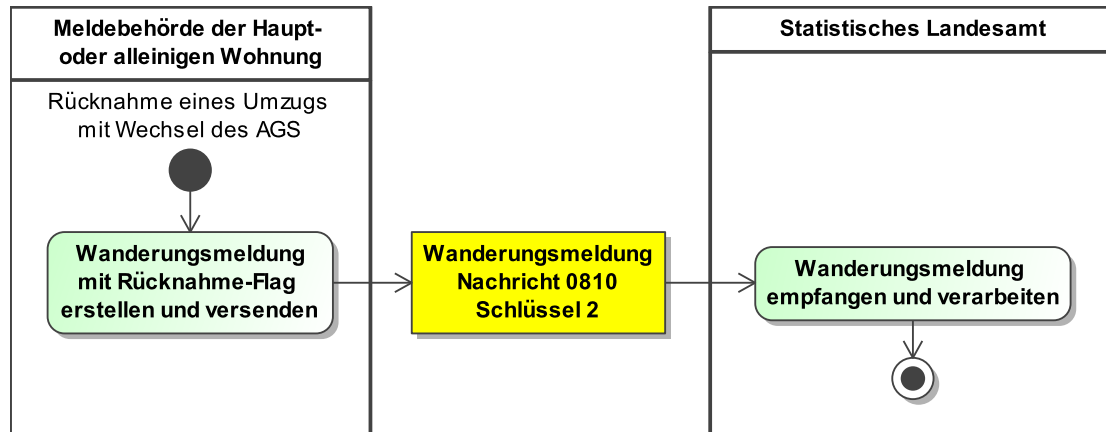 Meldebehörde der Haupt-
oder alleinigen Wohnung
Statistisches Landesamt
Rücknahme eines Umzugs
mit Wechsel des AGS
Wanderungsmeldung
mit Rücknahme-Flag
erstellen und versenden
Wanderungsmeldung
Nachricht 0810
Schlüssel 2
Wanderungsmeldung
empfangen und verarbeiten